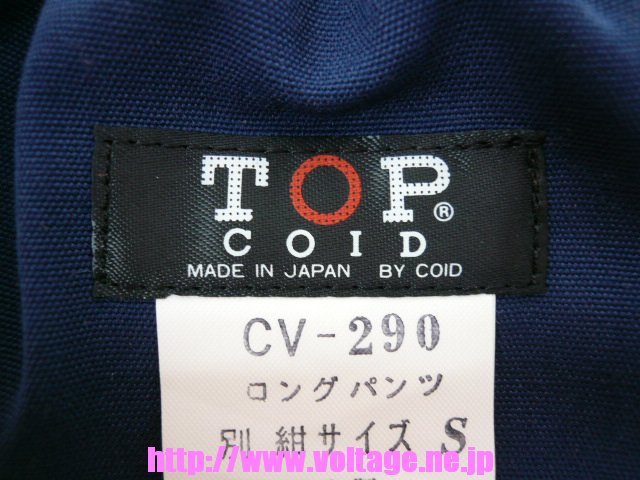 TOP®
COID
MADE IN JAPAN BY COID
CV-290
ロングパンツ
別紺サイズ S
http://www.voltage.ne.jp